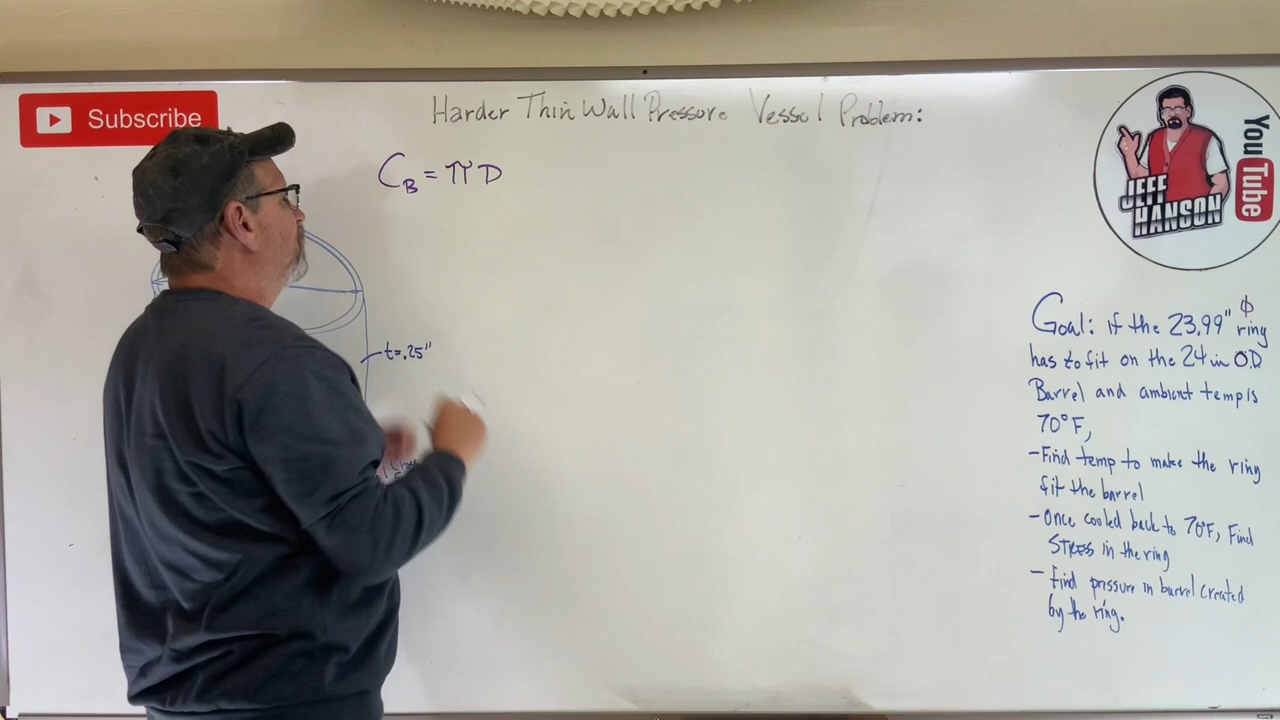 Subscribe
Harder Thin Wall Pressure Vessel Problem:
C_B = π D
t=.25"
JEFF
HANSON
You Tube
Goal: if the 23.99" ϕ ring
has to fit on the 24 in O.D
Barrel and ambient temp is
70°F,
- Find temp to make the ring
fit the barrel
- Once cooled back to 70°F, Find
STRESS in the ring
- find pressure in barrel created
by the ring.